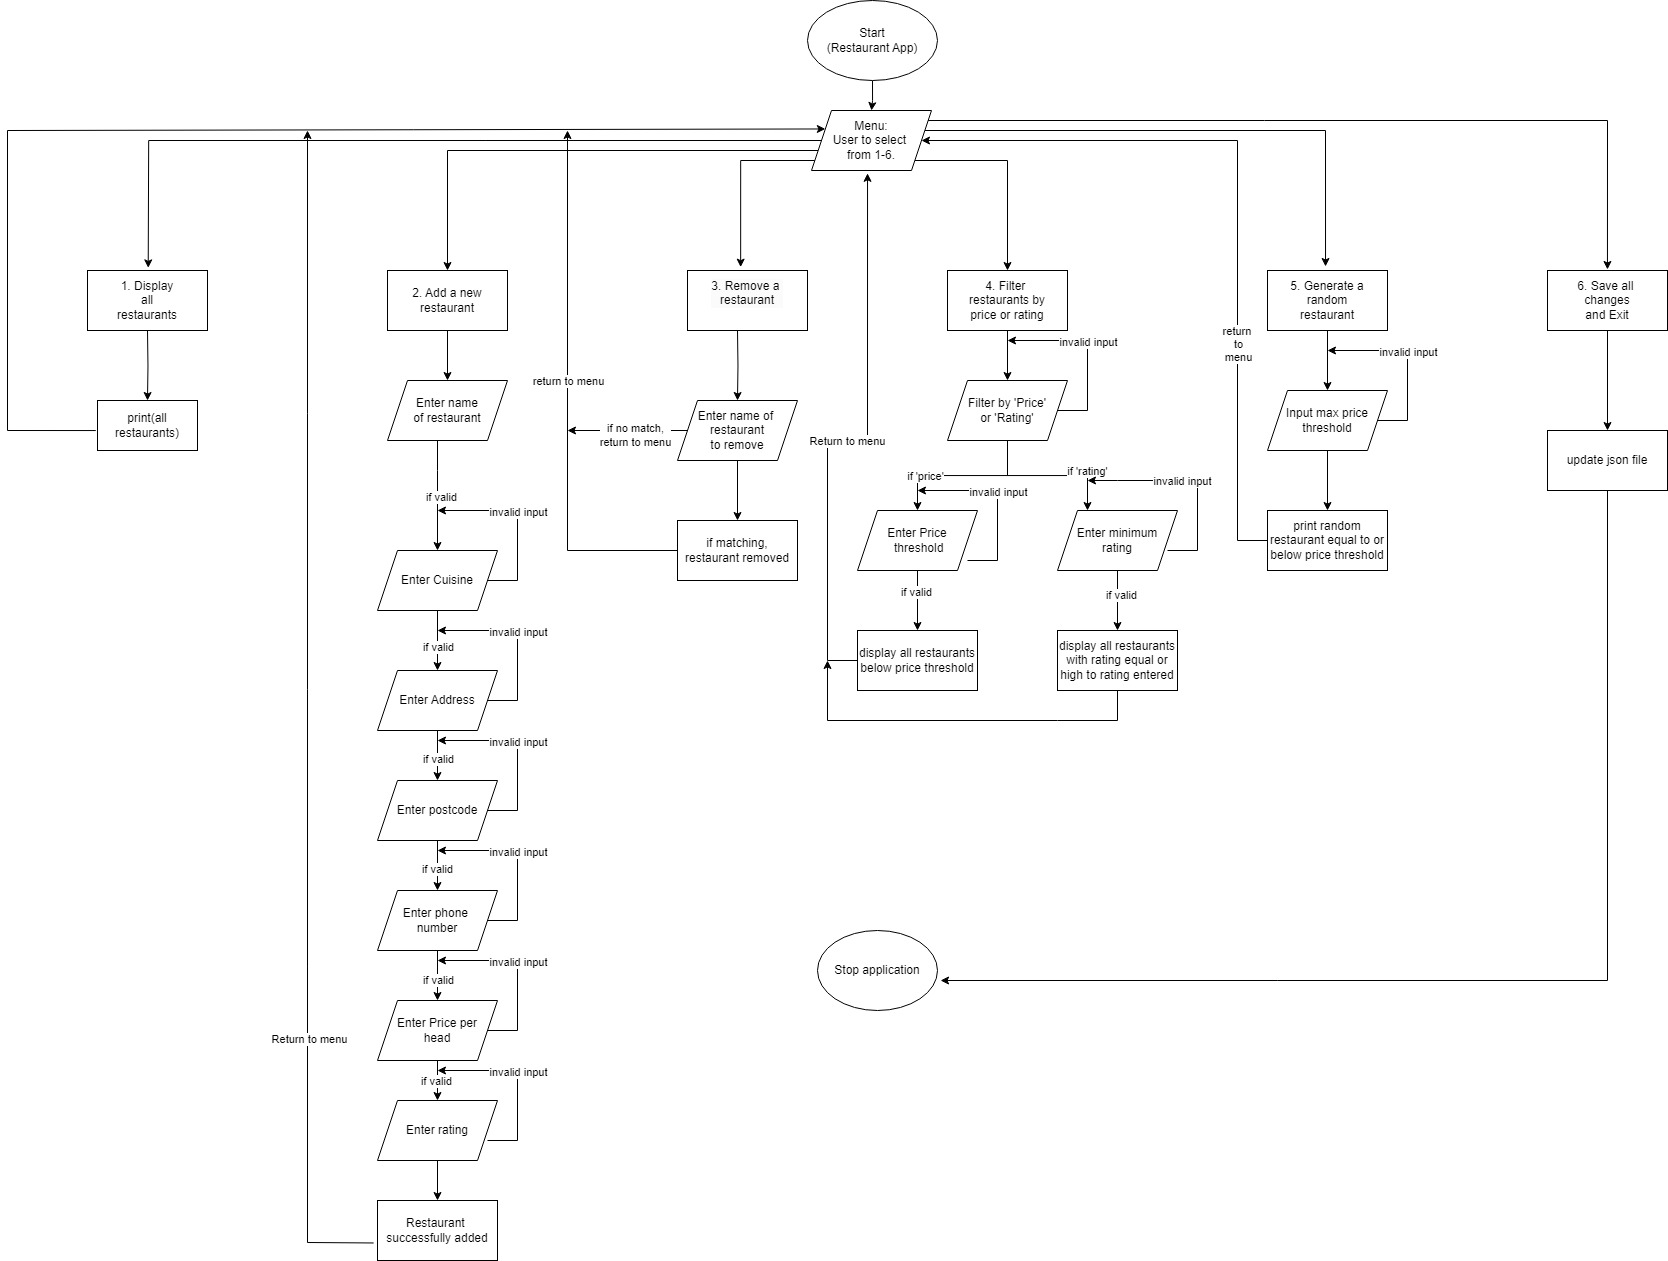 Start
(Restaurant App)
Menu:
User to select
from 1-6.
1. Display
all
restaurants
print(all
restaurants)
2. Add a new
restaurant
Enter name
of restaurant
if valid
invalid input
Enter Cuisine
invalid input
if valid
Enter Address
invalid input
if valid
Enter postcode
invalid input
if valid
Enter phone
number
invalid input
if valid
Enter Price per
head
invalid input
if valid
Enter rating
Restaurant
successfully added
Return to menu
3. Remove a
restaurant
return to menu
Enter name of
restaurant
to remove
if no match,
return to menu
if matching,
restaurant removed
4. Filter
restaurants by
price or rating
invalid input
Filter by 'Price'
or 'Rating'
Return to menu
if 'price'
invalid input
Enter Price
threshold
if valid
display all restaurants
below price threshold
if 'rating'
invalid input
Enter minimum
rating
if valid
display all restaurants
with rating equal or
high to rating entered
5. Generate a
random
restaurant
return
to
menu
invalid input
Input max price
threshold
print random
restaurant equal to or
below price threshold
6. Save all
changes
and Exit
update json file
Stop application